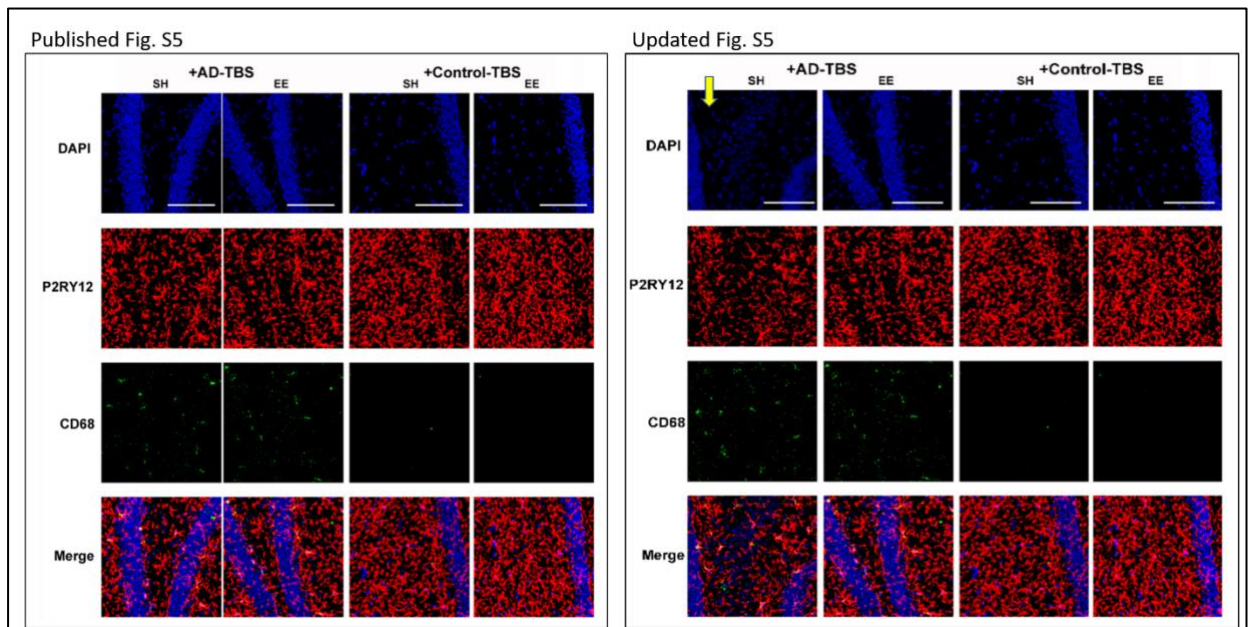 Published Fig. S5
+AD-TBS +Control-TBS
SH EE SH EE
DAPI
P2RY12
CD68
Merge
Updated Fig. S5
+AD-TBS +Control-TBS
SH EE SH EE
DAPI
P2RY12
CD68
Merge